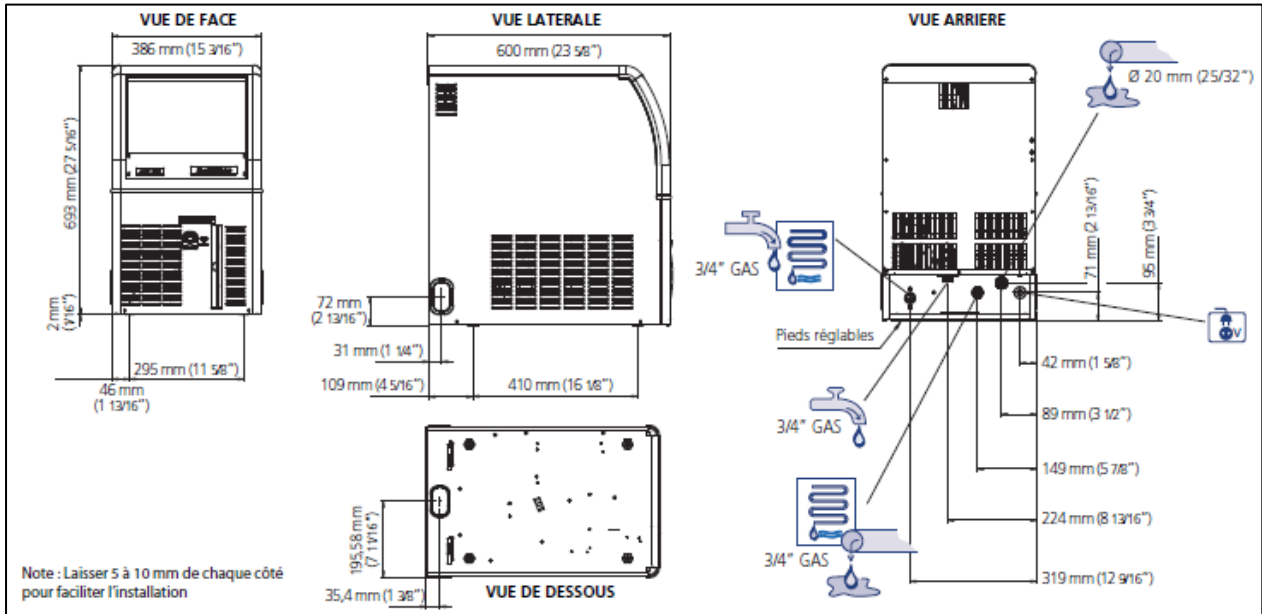 VUE DE FACE
386 mm (15 3/16”)
693 mm (27 5/16”)
2 mm
(1/16”)
295 mm (11 5/8”)
46 mm
(1 13/16”)
VUE LATERALE
600 mm (23 5/8”)
72 mm
(2 13/16”)
31 mm (1 1/4”)
109 mm (4 5/16”)
410 mm (16 1/8”)
195,58 mm
(7 11/16”)
35,4 mm (1 3/8”)
VUE DE DESSOUS
Note : Laisser 5 à 10 mm de chaque côté
pour faciliter l’installation
VUE ARRIERE
Ø 20 mm (25/32”)
3/4” GAS
71 mm (2 13/16”)
95 mm (3 3/4”)
Pieds réglables
V
42 mm (1 5/8”)
89 mm (3 1/2”)
3/4” GAS
149 mm (5 7/8”)
224 mm (8 13/16”)
3/4” GAS
319 mm (12 9/16”)